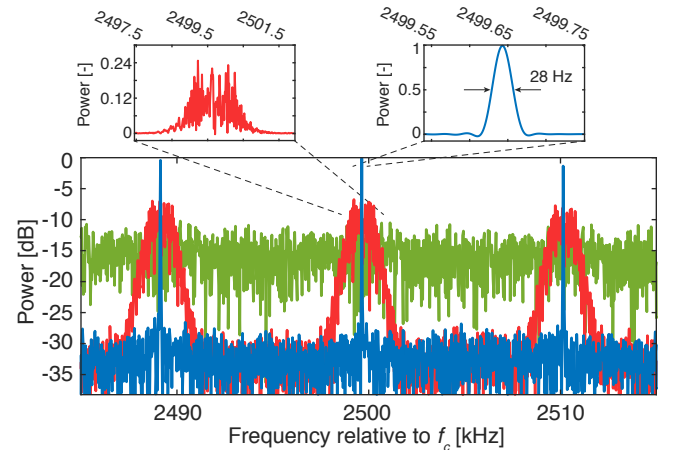 2497.5 2499.5 2501.5
2499.55 2499.65 2499.75
Power [-]
0.24
0.12
0
Power [-]
1
0.5
0
28 Hz
Power [dB]
0
-5
-10
-15
-20
-25
-30
-35
2490 2500 2510
Frequency relative to f_c [kHz]